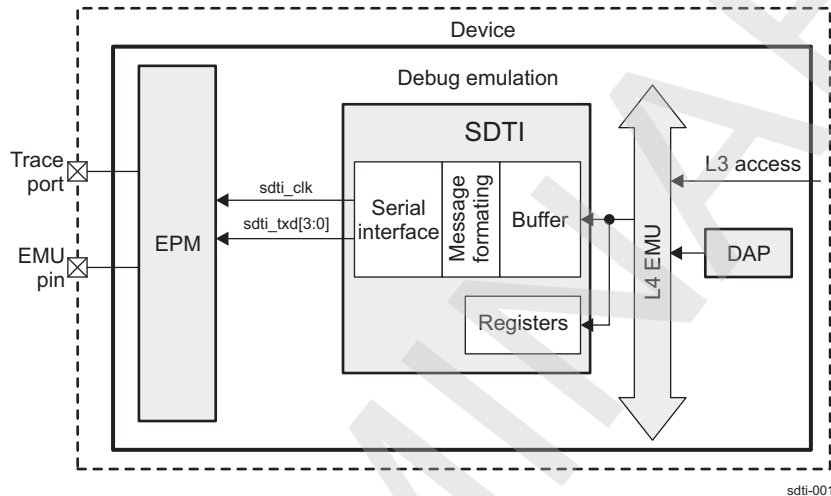 Device
Debug emulation
SDTI
Trace
port
EMU
pin
EPM
sdti_clk
sdti_txd[3:0]
Serial
interface
Message
formating
Buffer
Registers
L4 EMU
L3 access
DAP
sdti-001